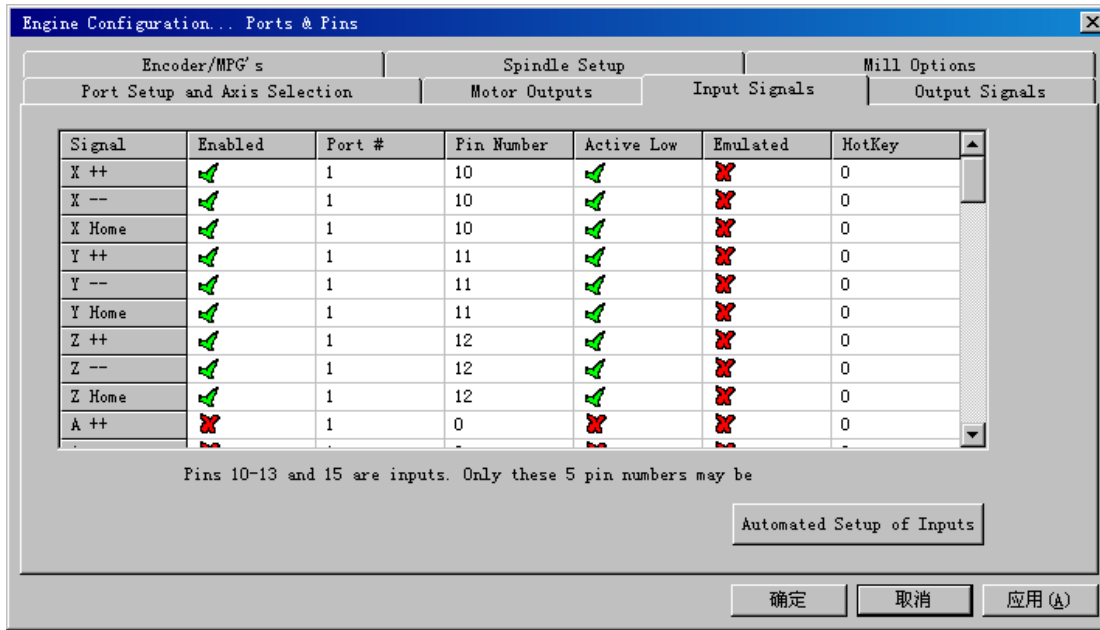 Engine Configuration... Ports & Pins
Encoder/MPG's Spindle Setup Mill Options
Port Setup and Axis Selection Motor Outputs Input Signals Output Signals
Signal Enabled Port # Pin Number Active Low Emulated HotKey
X ++ 1 10 0
X -- 1 10 0
X Home 1 10 0
Y ++ 1 11 0
Y -- 1 11 0
Y Home 1 11 0
Z ++ 1 12 0
Z -- 1 12 0
Z Home 1 12 0
A ++ 1 0 0
Pins 10-13 and 15 are inputs. Only these 5 pin numbers may be
Automated Setup of Inputs
确定 取消 应用(A)